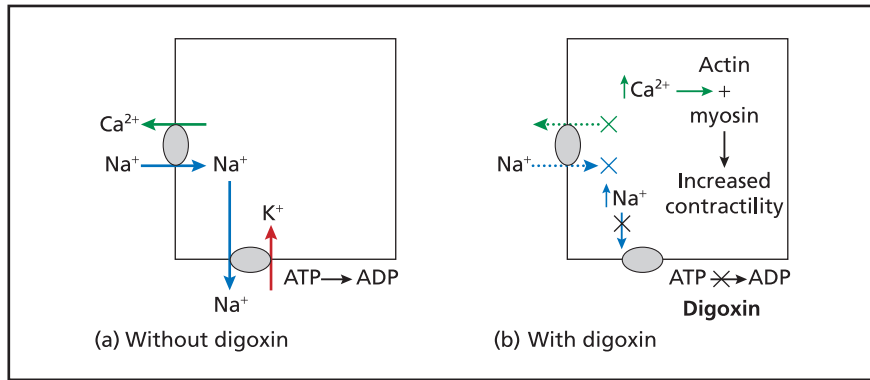 Ca²⁺
Na⁺
Na⁺
K⁺
ATP → ADP
Na⁺
(a) Without digoxin
↑Ca²⁺ → +
Actin
myosin
Increased
contractility
Na⁺
↑Na⁺
ATP → ADP
Digoxin
(b) With digoxin